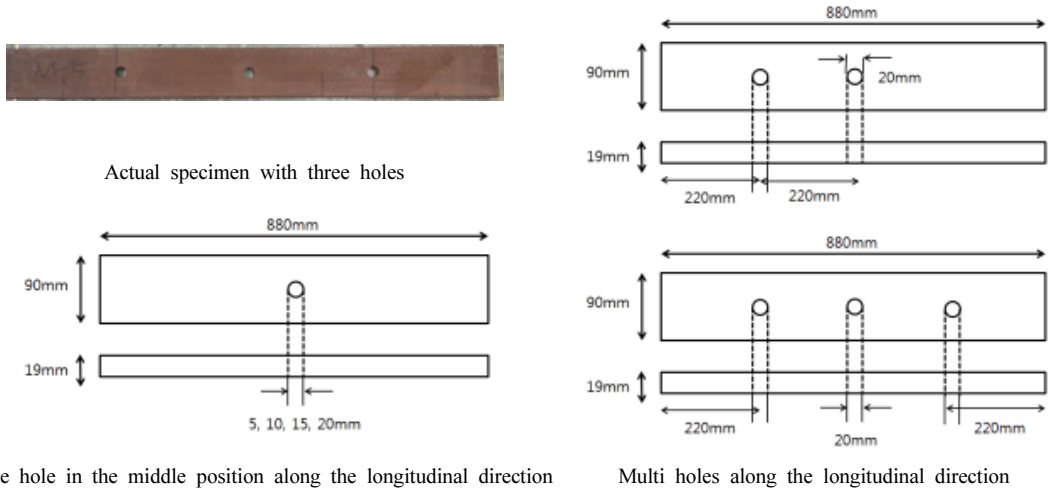 Actual specimen with three holes
880mm
90mm
19mm
5, 10, 15, 20mm
e hole in the middle position along the longitudinal direction
880mm
90mm
20mm
19mm
220mm
220mm
880mm
90mm
19mm
220mm
20mm
220mm
Multi holes along the longitudinal direction